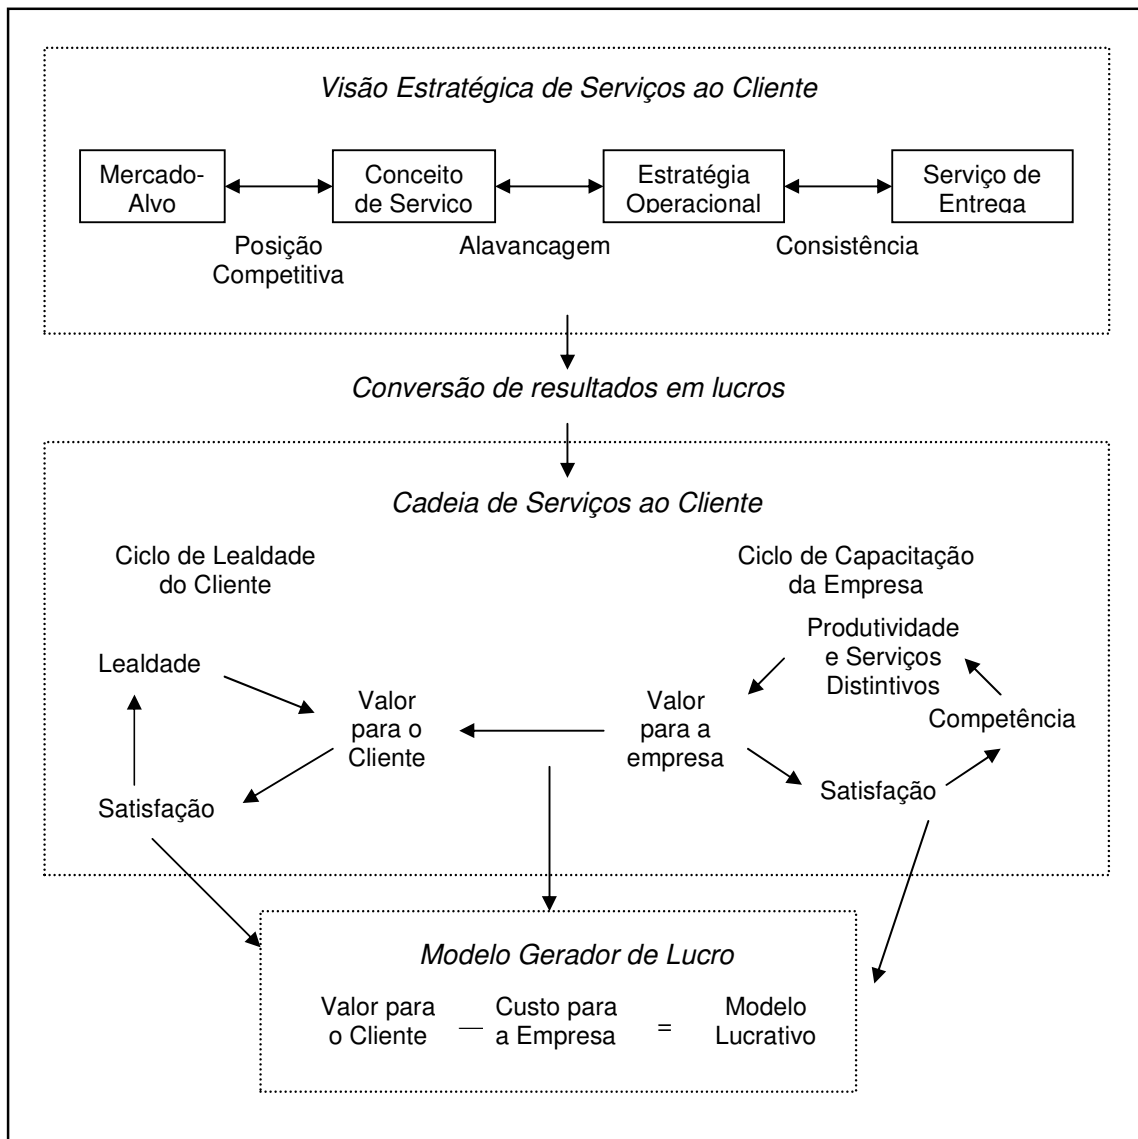 Visão Estratégica de Serviços ao Cliente
Mercado-
Alvo
Conceito
de Serviço
Estratégia
Operacional
Serviço de
Entrega
Posição
Competitiva
Alavancagem
Consistência
Conversão de resultados em lucros
Cadeia de Serviços ao Cliente
Ciclo de Lealdade
do Cliente
Ciclo de Capacitação
da Empresa
Produtividade
e Serviços
Distintivos
Lealdade
Valor
para o
Cliente
Valor
para a
empresa
Competência
Satisfação
Satisfação
Modelo Gerador de Lucro
Valor para
o Cliente
—
Custo para
a Empresa
=
Modelo
Lucrativo